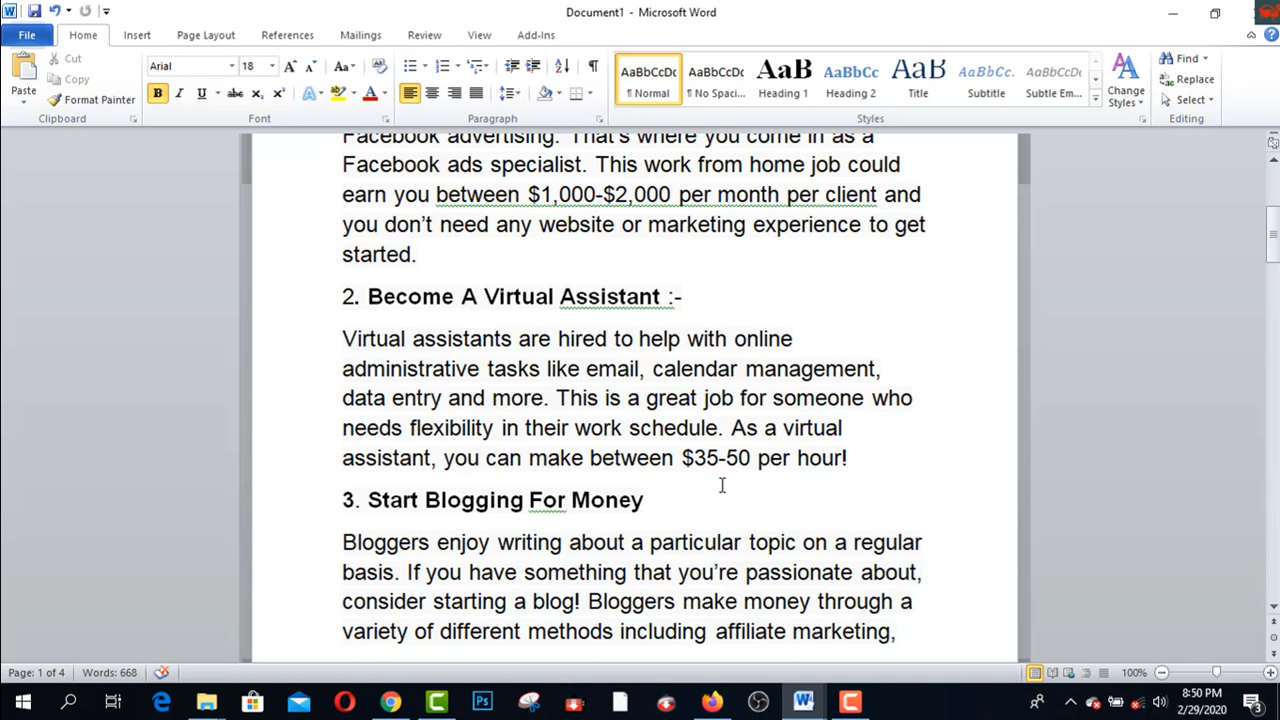 Document1 - Microsoft Word
File Home Insert Page Layout References Mailings Review View Add-Ins
Cut
Copy
Format Painter
Paste
Clipboard
Arial 18
Font
Paragraph
AaBbCcDc AaBbCcDc AaB AaBbCc AaB AaBbCc. AaBbCcDc
¶ Normal ¶ No Spaci... Heading 1 Heading 2 Title Subtitle Subtle Em...
Change
Styles
Styles
Find
Replace
Select
Editing
Facebook advertising. That's where you come in as a
Facebook ads specialist. This work from home job could
earn you between $1,000-$2,000 per month per client and
you don’t need any website or marketing experience to get
started.
2. Become A Virtual Assistant :-
Virtual assistants are hired to help with online
administrative tasks like email, calendar management,
data entry and more. This is a great job for someone who
needs flexibility in their work schedule. As a virtual
assistant, you can make between $35-50 per hour!
3. Start Blogging For Money
Bloggers enjoy writing about a particular topic on a regular
basis. If you have something that you’re passionate about,
consider starting a blog! Bloggers make money through a
variety of different methods including affiliate marketing,
Page: 1 of 4 Words: 668 100%
8:50 PM
2/29/2020